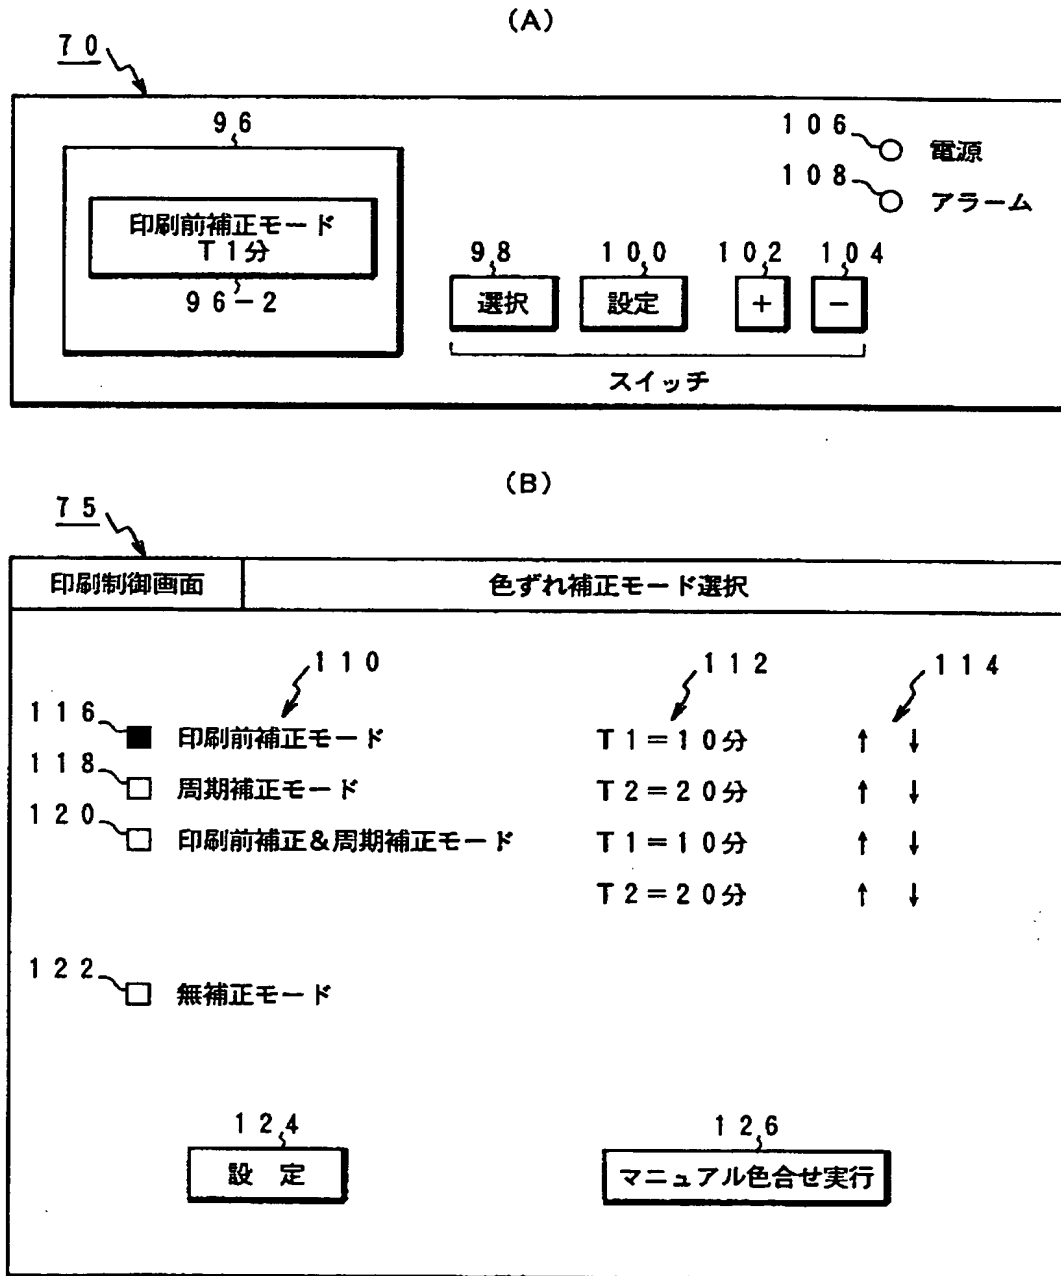 (A)
70
96
106
電源
108
アラーム
印刷前補正モード
T1分
96-2
98 100 102 104
選択 設定 + −
スイッチ
(B)
75
印刷制御画面 色ずれ補正モード選択
110 112 114
116 ■ 印刷前補正モード T1=10分 ↑ ↓
118 □ 周期補正モード T2=20分 ↑ ↓
120 □ 印刷前補正&周期補正モード T1=10分 ↑ ↓
T2=20分 ↑ ↓
122 □ 無補正モード
124 126
設 定 マニュアル色合せ実行